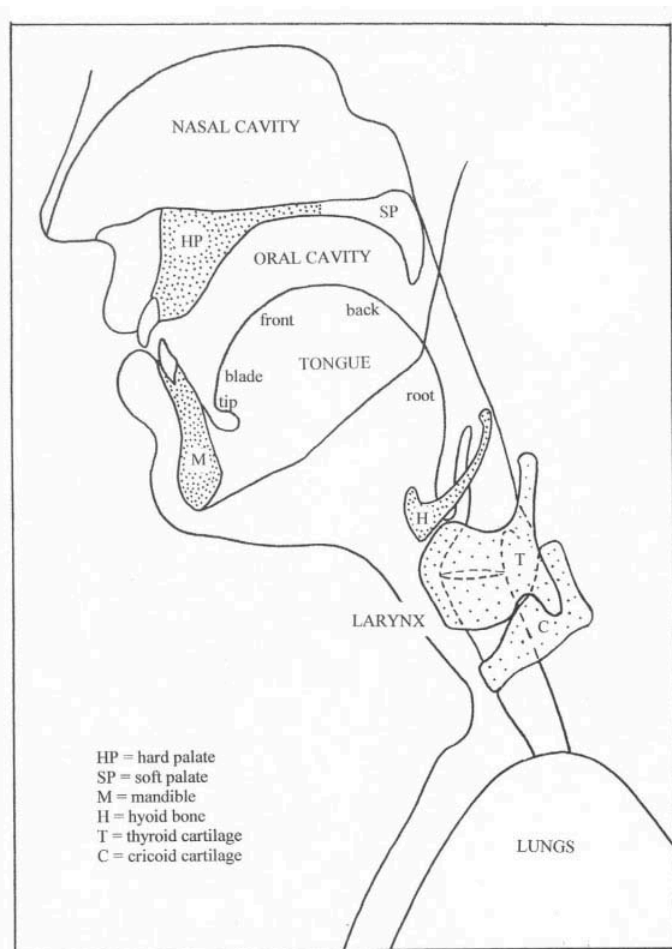 NASAL CAVITY
SP
HP
ORAL CAVITY
front
back
TONGUE
blade
tip
root
M
H
T
LARYNX
C
HP = hard palate
SP = soft palate
M = mandible
H = hyoid bone
T = thyroid cartilage
C = cricoid cartilage
LUNGS